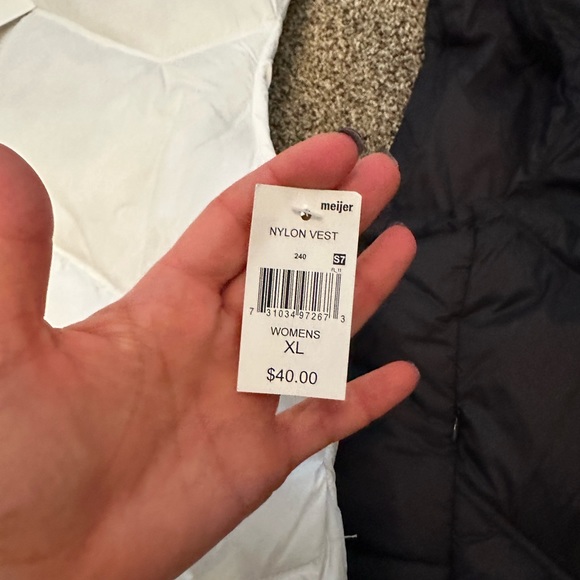 meijer
NYLON VEST
240 S7
7 31034 97267 3
WOMENS
XL
$40.00